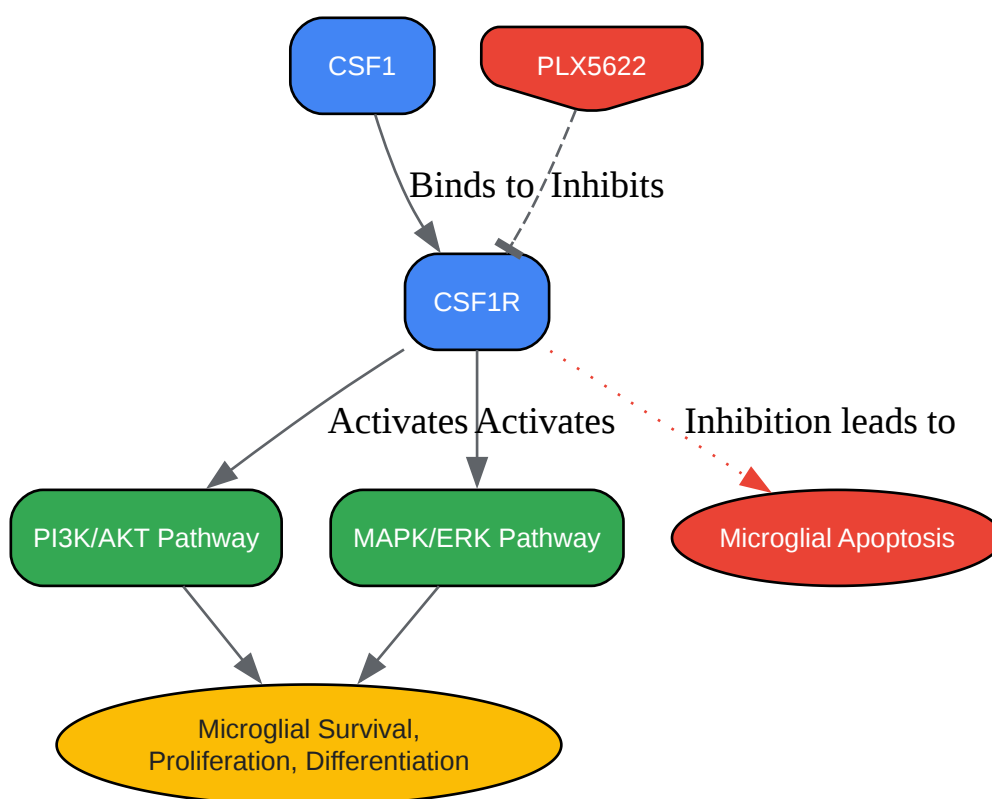 CSF1
PLX5622
Binds to
Inhibits
CSF1R
Activates
Activates
Inhibition leads to
PI3K/AKT Pathway
MAPK/ERK Pathway
Microglial Apoptosis
Microglial Survival,
Proliferation, Differentiation